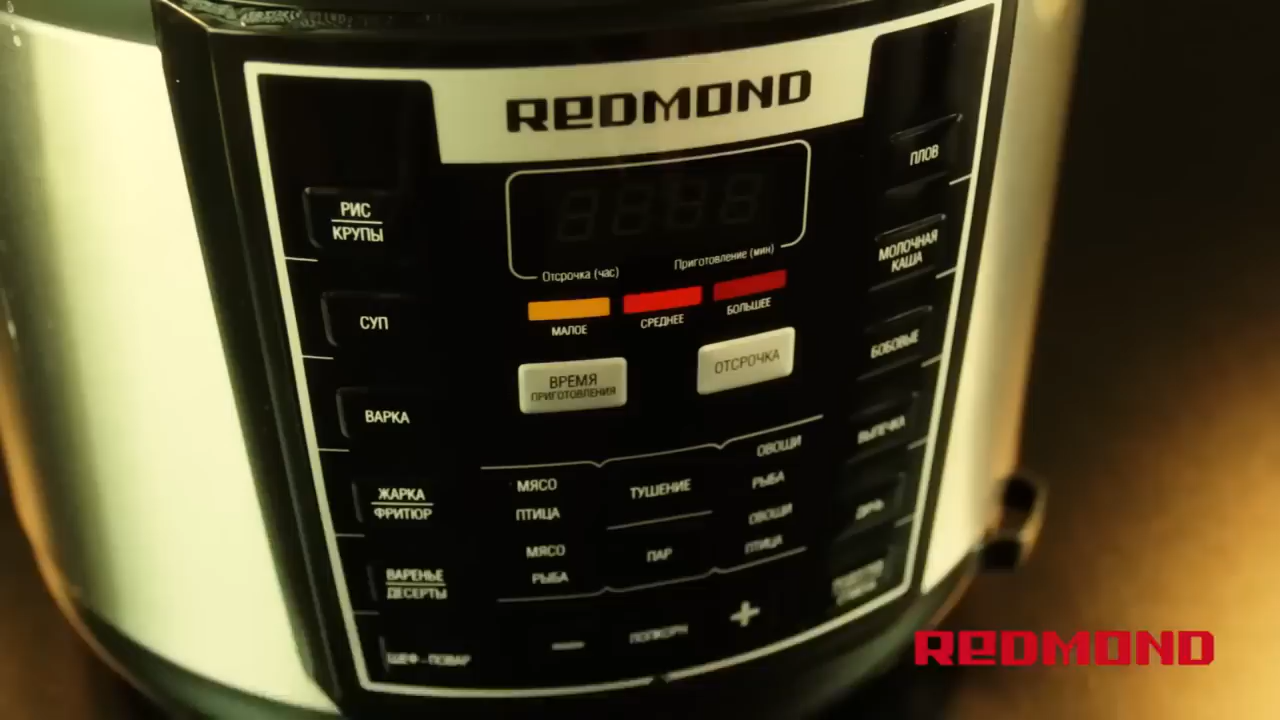 REDMOND
ПЛОВ
РИС
КРУПЫ
МОЛОЧНАЯ
КАША
Отсрочка (час)
Приготовление (мин)
МАЛОЕ
СРЕДНЕЕ
БОЛЬШЕЕ
СУП
БОБОВЫЕ
ВРЕМЯ
ПРИГОТОВЛЕНИЯ
ОТСРОЧКА
ВАРКА
ВЫПЕЧКА
ЖАРКА
ФРИТЮР
МЯСО
ПТИЦА
ТУШЕНИЕ
ОВОЩИ
РЫБА
МЯСО
РЫБА
ПАР
ОВОЩИ
ПТИЦА
ВАРЕНЬЕ
ДЕСЕРТЫ
ШЕФ-ПОВАР
−
ПОПКОРН
+
REDMOND